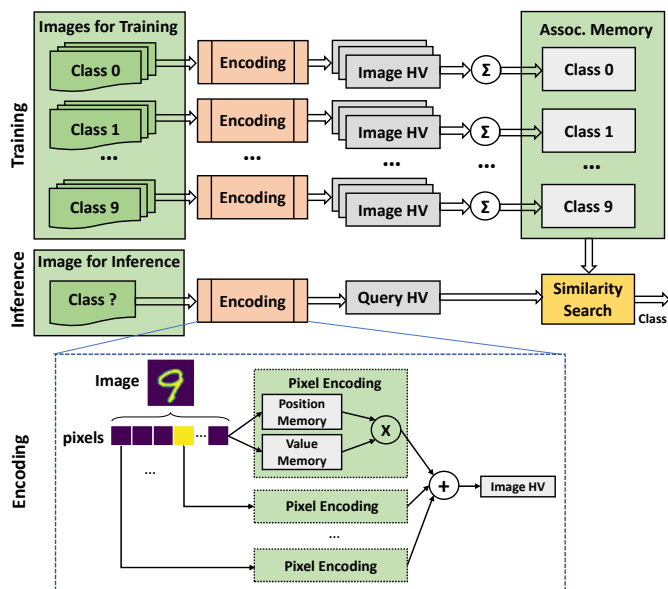 Images for Training
Assoc. Memory
Training
Class 0
Encoding
Image HV
Σ
Class 0
Class 1
Encoding
Image HV
Σ
Class 1
...
...
...
...
...
Class 9
Encoding
Image HV
Σ
Class 9
Inference
Image for Inference
Class ?
Encoding
Query HV
Similarity
Search
Class
Encoding
Image
9
pixels
...
...
Pixel Encoding
Position
Memory
Value
Memory
X
Pixel Encoding
...
Pixel Encoding
+
Image HV